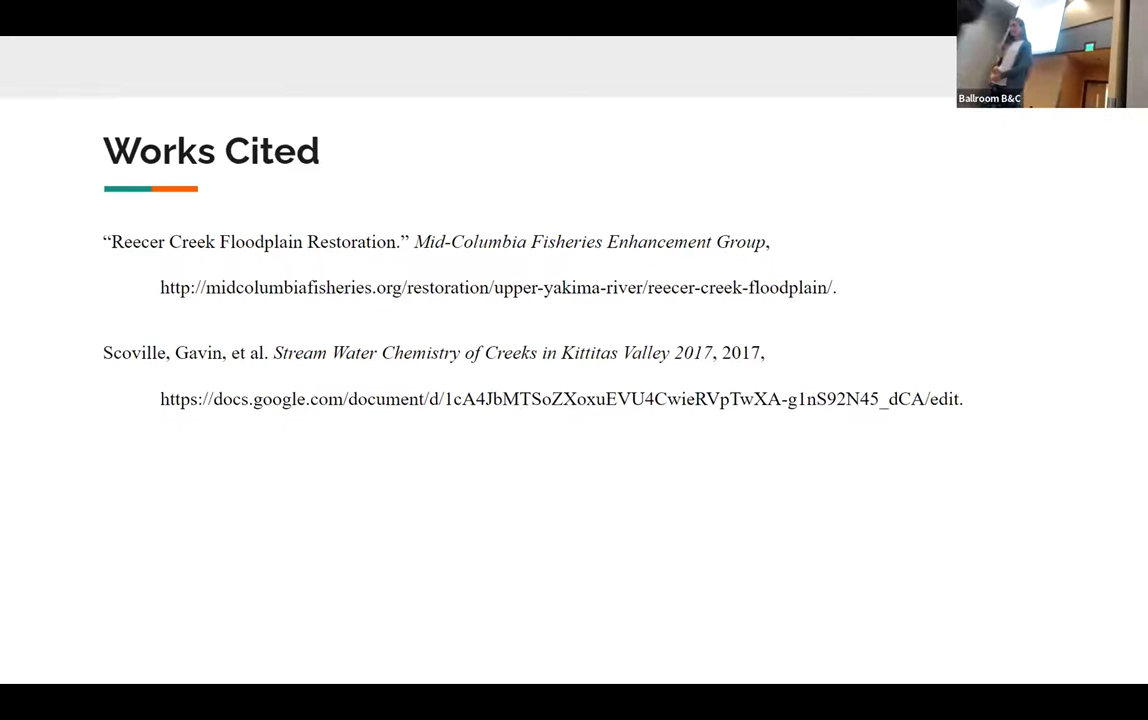 Ballroom B&C
Works Cited
“Reecer Creek Floodplain Restoration.” Mid-Columbia Fisheries Enhancement Group,
http://midcolumbiafisheries.org/restoration/upper-yakima-river/reecer-creek-floodplain/.
Scoville, Gavin, et al. Stream Water Chemistry of Creeks in Kittitas Valley 2017, 2017,
https://docs.google.com/document/d/1cA4JbMTSoZXoxuEVU4CwieRVpTwXA-g1nS92N45_dCA/edit.